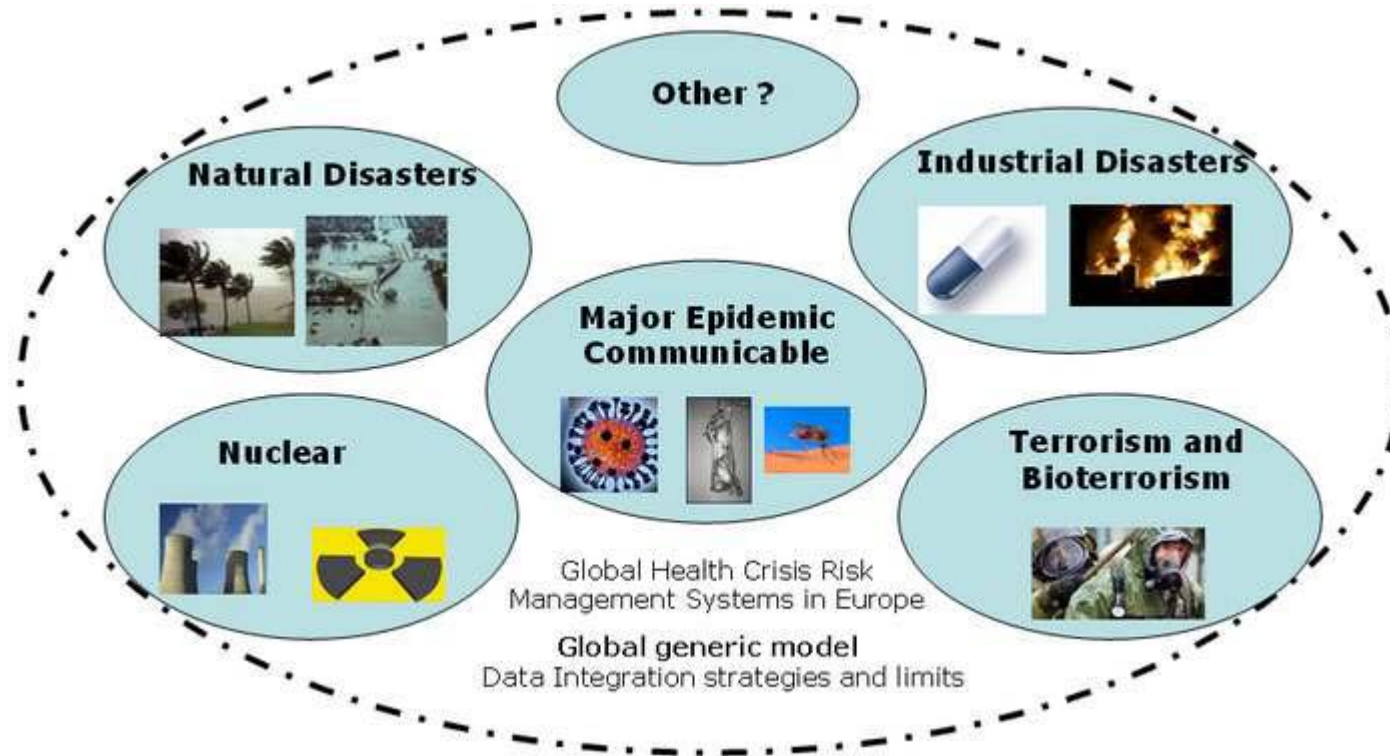 Other ?
Natural Disasters
Industrial Disasters
Major Epidemic
Communicable
Nuclear
Terrorism and
Bioterrorism
Global Health Crisis Risk
Management Systems in Europe
Global generic model
Data Integration strategies and limits